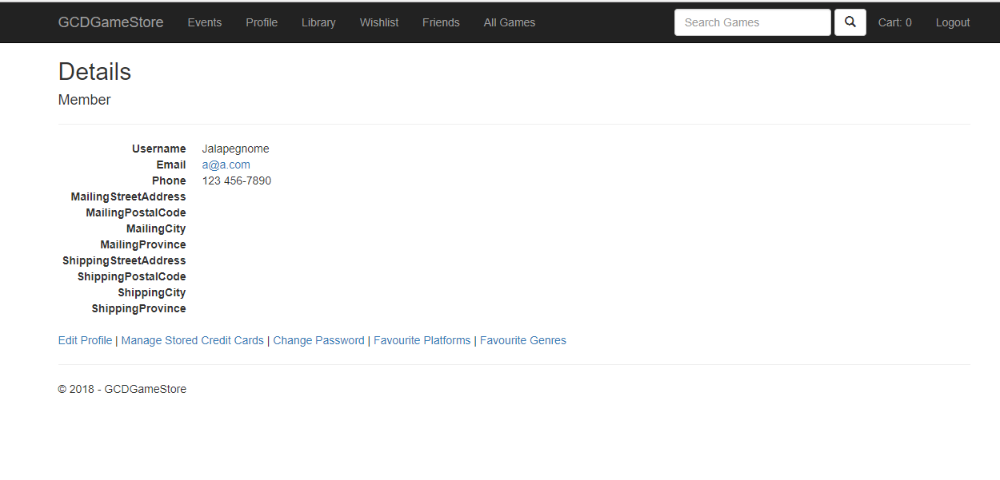 GCDGameStore Events Profile Library Wishlist Friends All Games Search Games Cart: 0 Logout
Details
Member
Username Jalapegnome
Email a@a.com
Phone 123 456-7890
MailingStreetAddress
MailingPostalCode
MailingCity
MailingProvince
ShippingStreetAddress
ShippingPostalCode
ShippingCity
ShippingProvince
Edit Profile | Manage Stored Credit Cards | Change Password | Favourite Platforms | Favourite Genres
© 2018 - GCDGameStore